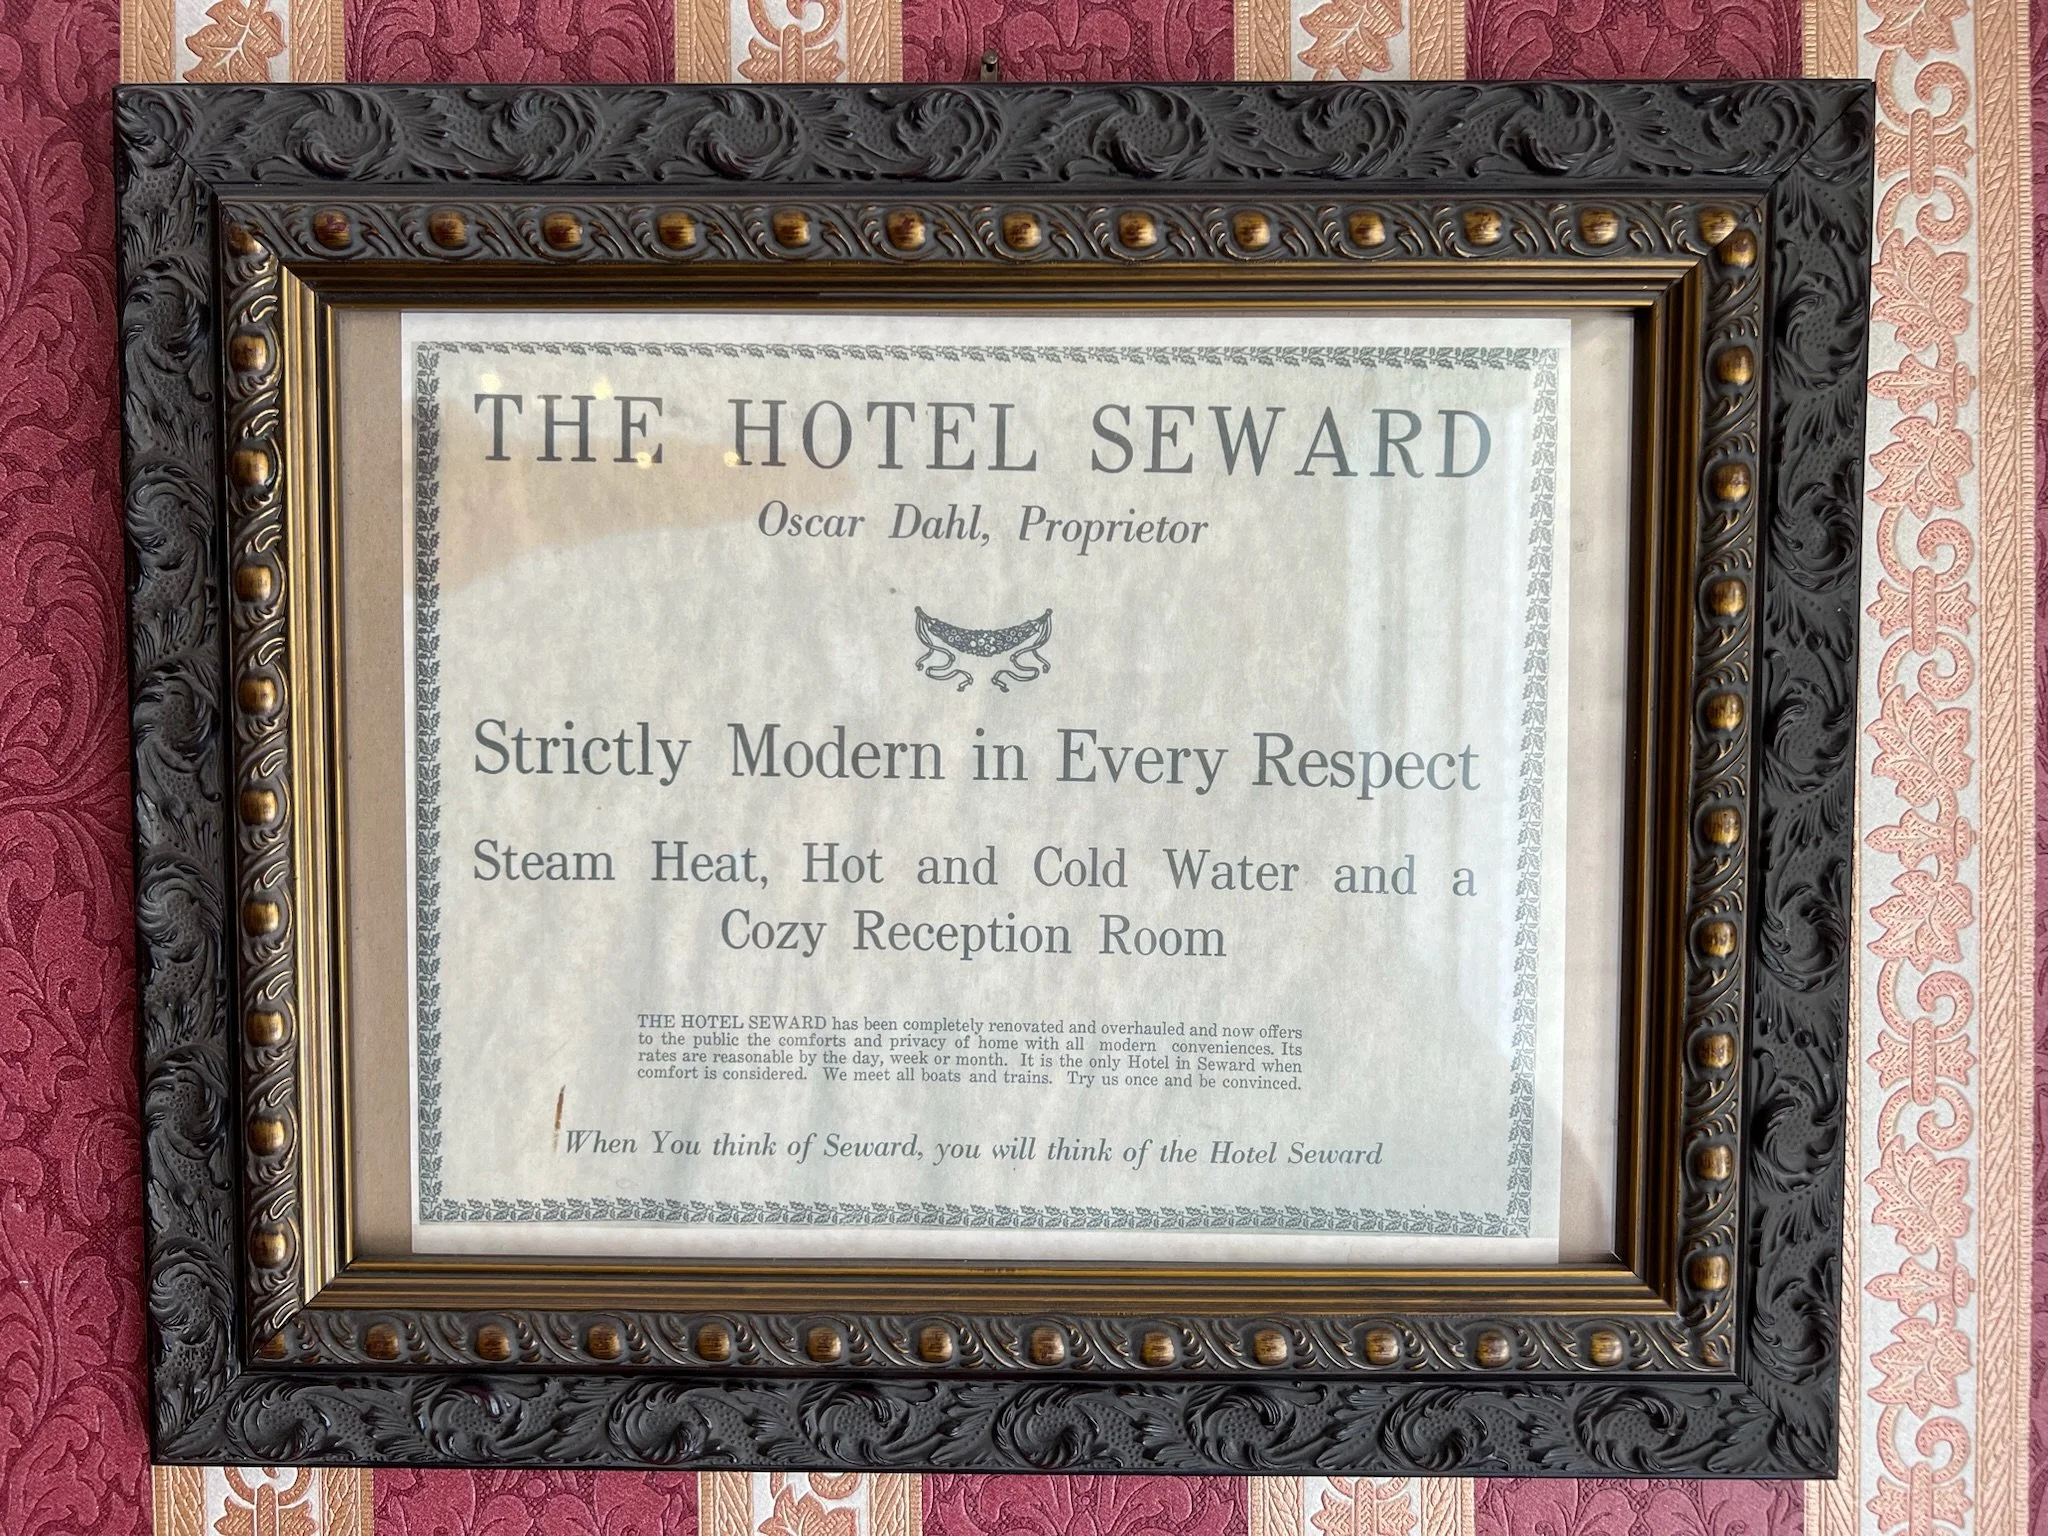 THE HOTEL SEWARD
Oscar Dahl, Proprietor
Strictly Modern in Every Respect
Steam Heat, Hot and Cold Water and a
Cozy Reception Room
THE HOTEL SEWARD has been completely renovated and overhauled and now offers
to the public the comforts and privacy of home with all modern conveniences. Its
rates are reasonable by the day, week or month. It is the only Hotel in Seward when
comfort is considered. We meet all boats and trains. Try us once and be convinced.
When You think of Seward, you will think of the Hotel Seward